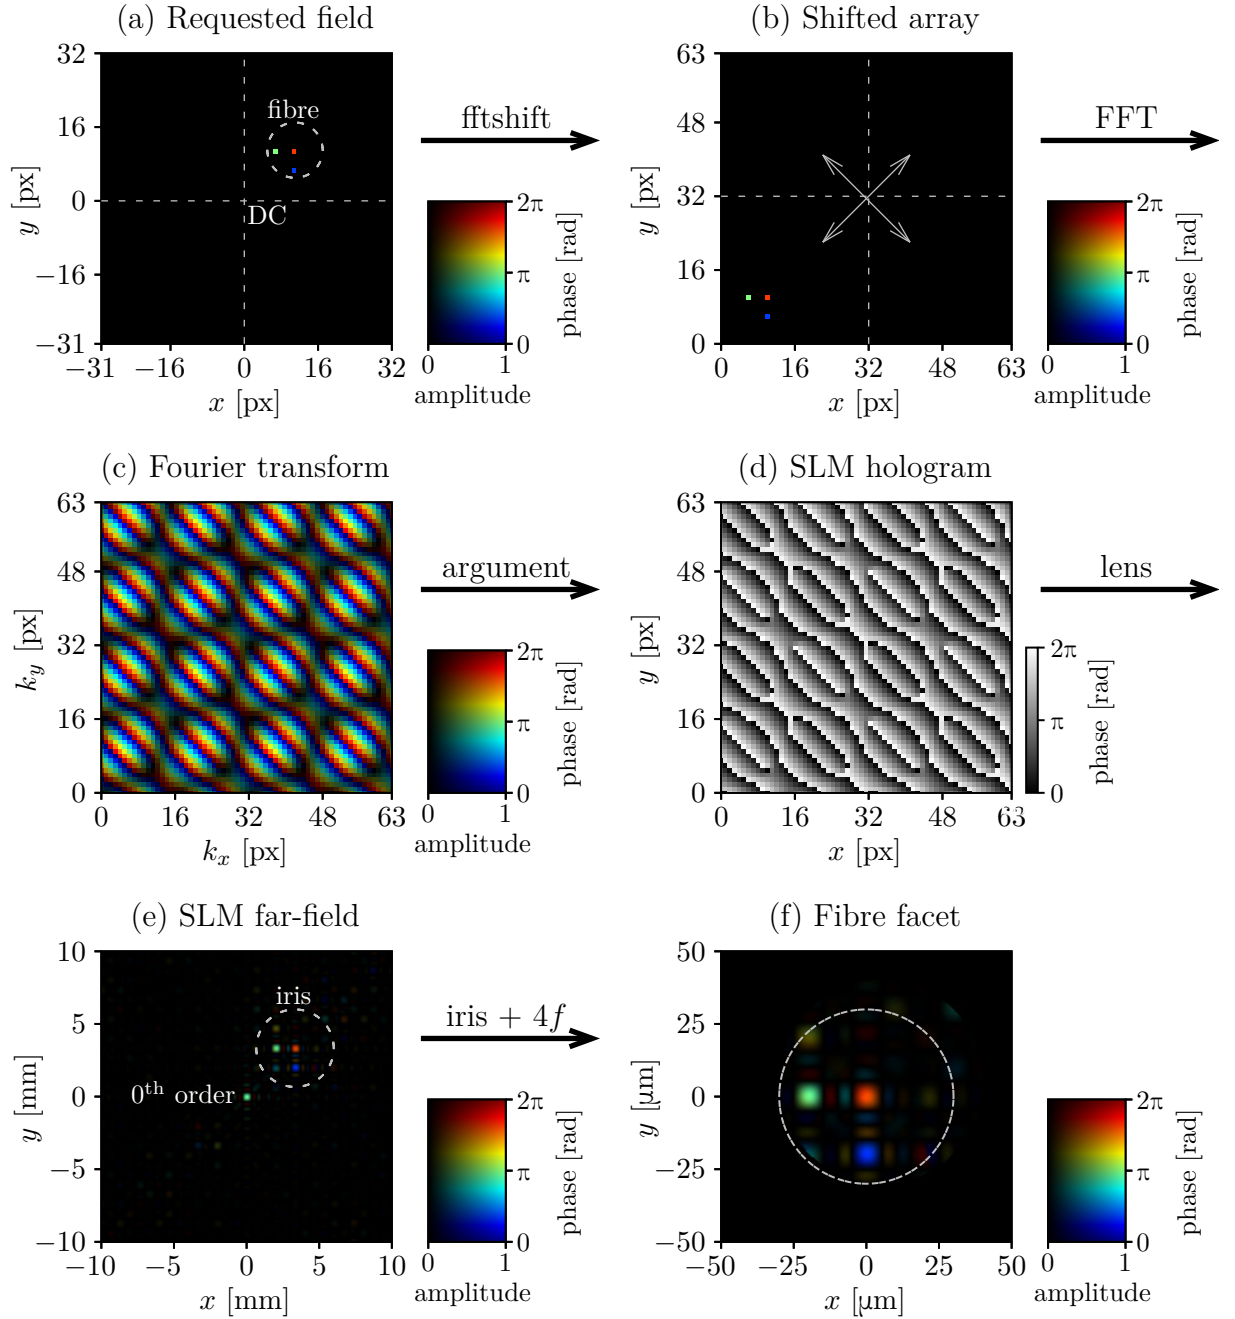 (a) Requested field
(b) Shifted array
32
16
0
−16
−31
y [px]
fibre
DC
−31 −16 0 16 32
x [px]
fftshift
2π
π
0
phase [rad]
0 1
amplitude
63
48
32
16
0
y [px]
0 16 32 48 63
x [px]
FFT
2π
π
0
phase [rad]
0 1
amplitude
(c) Fourier transform
(d) SLM hologram
63
48
32
16
0
k_y [px]
0 16 32 48 63
k_x [px]
argument
2π
π
0
phase [rad]
0 1
amplitude
63
48
32
16
0
y [px]
0 16 32 48 63
x [px]
lens
2π
π
0
phase [rad]
(e) SLM far-field
(f) Fibre facet
10
5
0
−5
−10
y [mm]
iris
0th order
−10 −5 0 5 10
x [mm]
iris + 4f
2π
π
0
phase [rad]
0 1
amplitude
50
25
0
−25
−50
y [µm]
−50 −25 0 25 50
x [µm]
2π
π
0
phase [rad]
0 1
amplitude